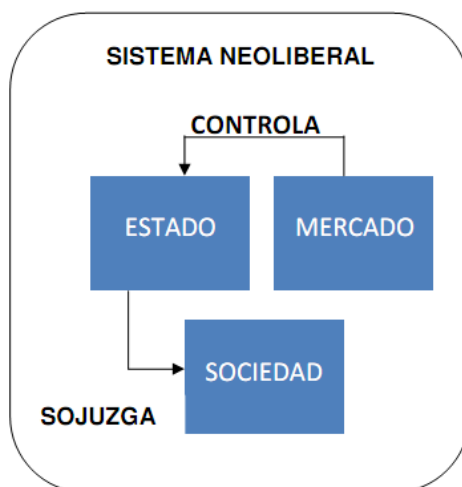 SISTEMA NEOLIBERAL
CONTROLA
ESTADO
MERCADO
SOCIEDAD
SOJUZGA